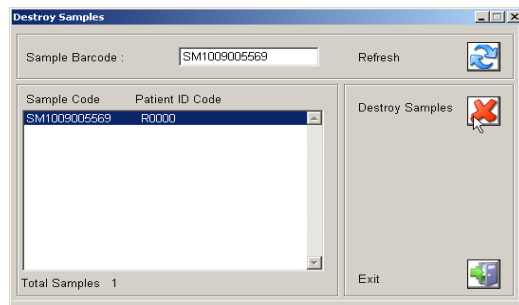 Destroy Samples
Sample Barcode : SM1009005569 Refresh
Sample Code Patient ID Code
SM1009005569 R0000
Destroy Samples
Total Samples 1
Exit